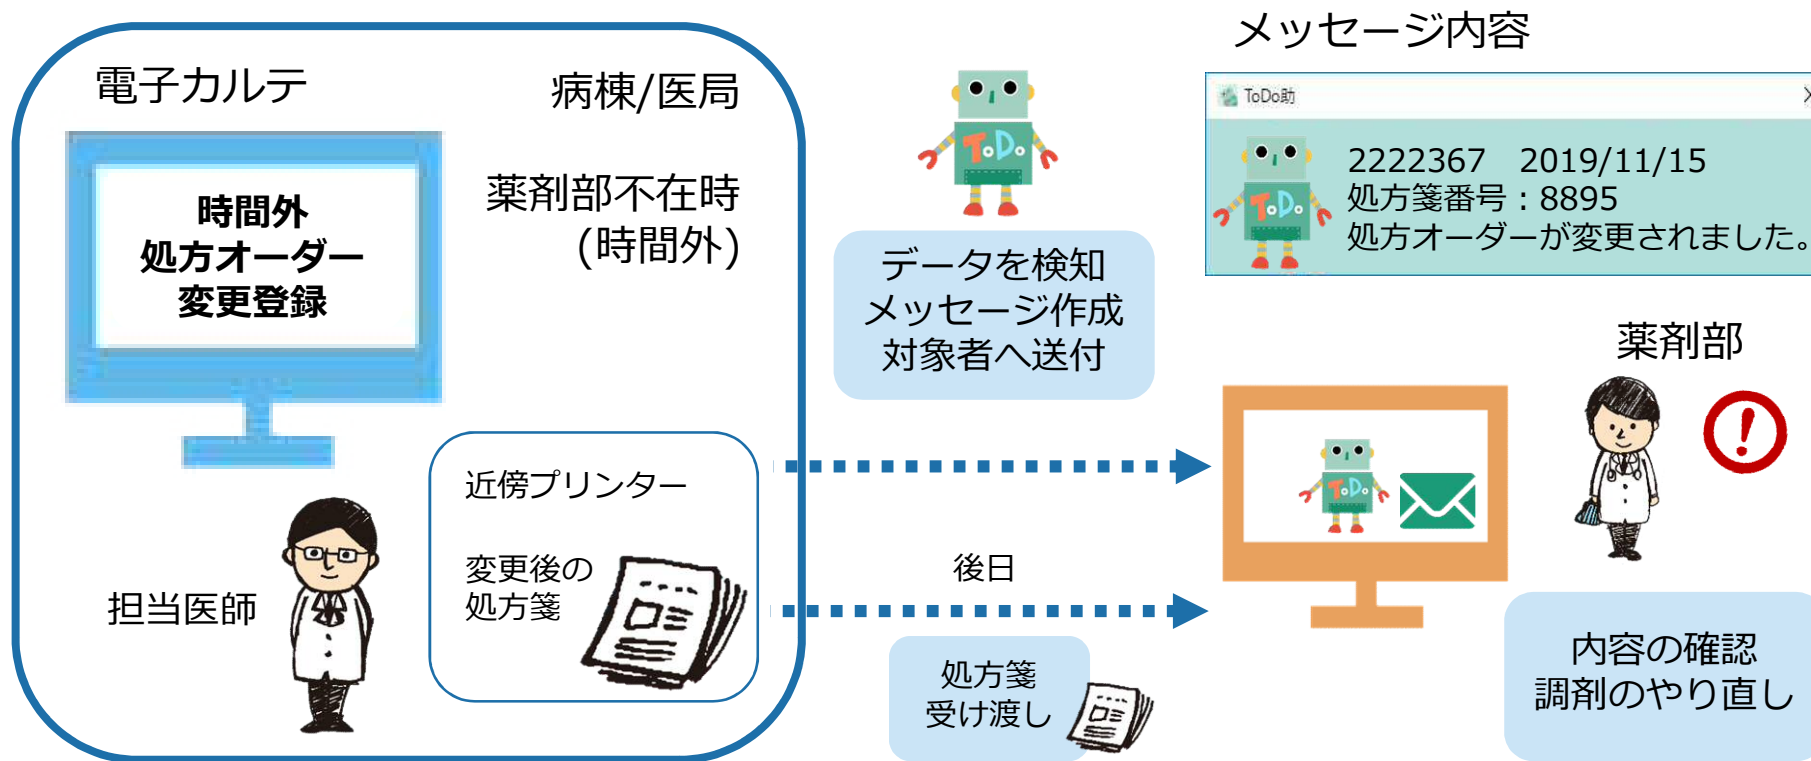 電子カルテ
病棟/医局
薬剤部不在時
(時間外)
時間外
処方オーダー
変更登録
担当医師
近傍プリンター
変更後の
処方箋
ToDo
データを検知
メッセージ作成
対象者へ送付
後日
処方箋
受け渡し
メッセージ内容
ToDo助
ToDo
2222367 2019/11/15
処方箋番号：8895
処方オーダーが変更されました。
薬剤部
ToDo
内容の確認
調剤のやり直し